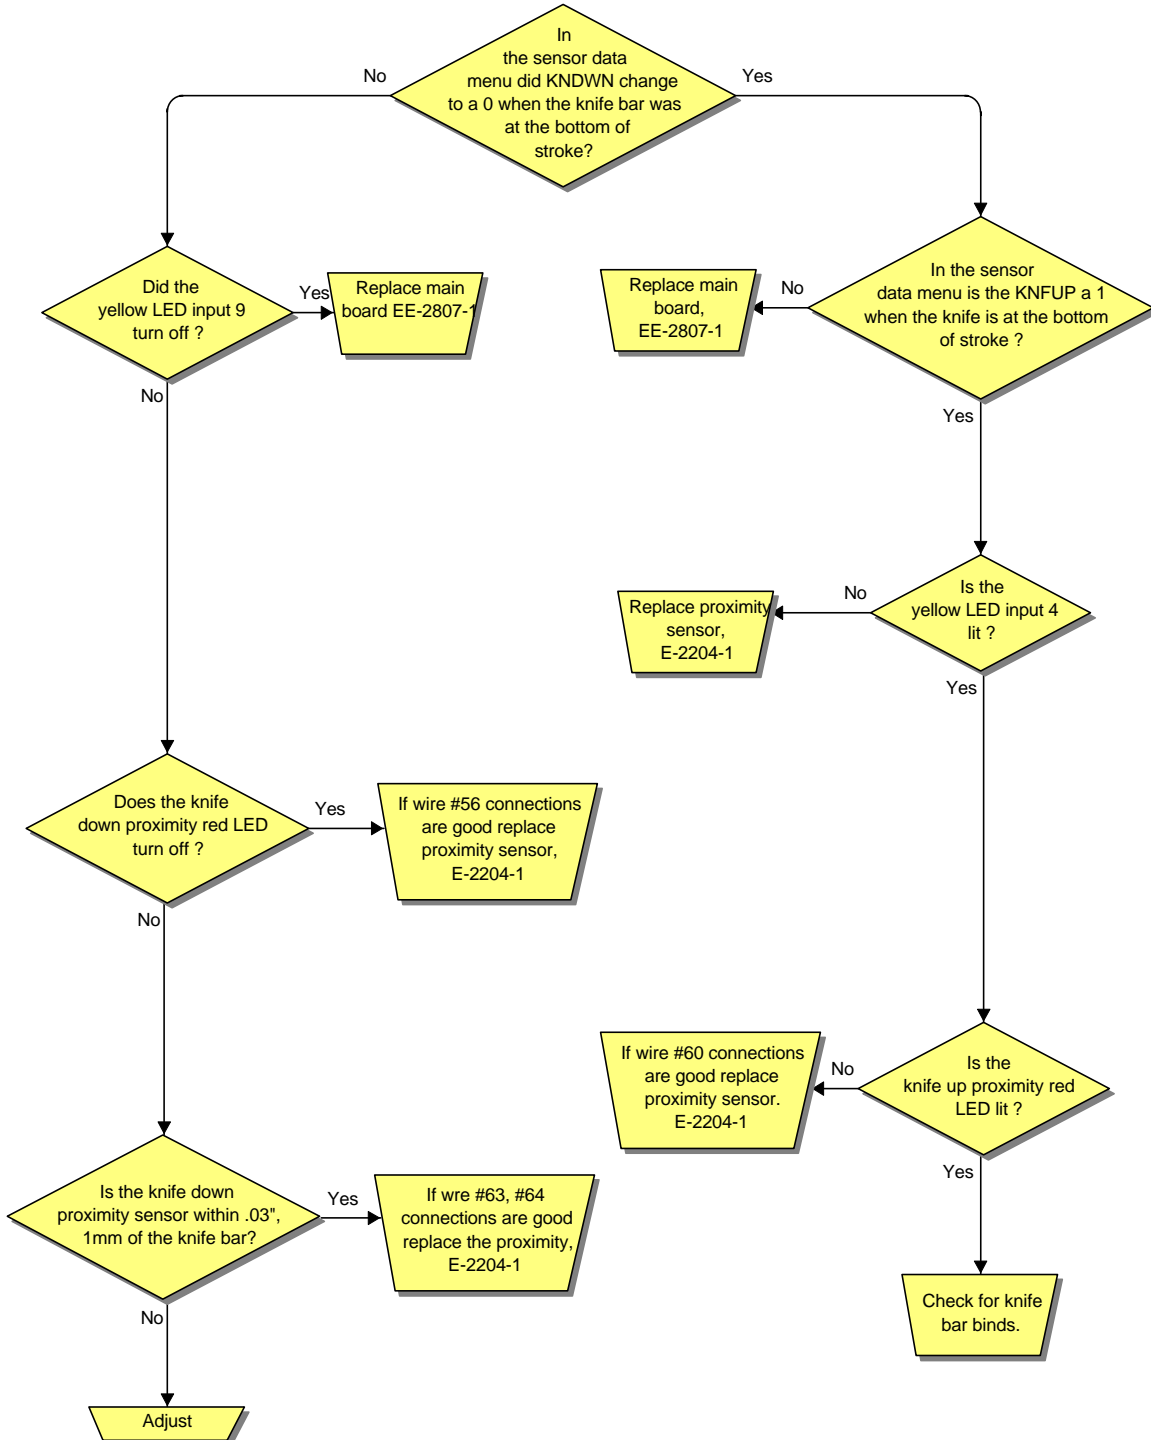 In
the sensor data
menu did KNDWN change
to a 0 when the knife bar was
at the bottom of
stroke?
No
Yes
Did the
yellow LED input 9
turn off ?
Yes
Replace main
board EE-2807-1
No
Replace main
board,
EE-2807-1
No
In the sensor
data menu is the KNFUP a 1
when the knife is at the bottom
of stroke ?
Yes
Replace proximity
sensor,
E-2204-1
No
Is the
yellow LED input 4
lit ?
Yes
Does the knife
down proximity red LED
turn off ?
Yes
If wire #56 connections
are good replace
proximity sensor,
E-2204-1
No
If wire #60 connections
are good replace
proximity sensor.
E-2204-1
No
Is the
knife up proximity red
LED lit ?
Yes
Is the knife down
proximity sensor within .03",
1mm of the knife bar?
Yes
If wre #63, #64
connections are good
replace the proximity,
E-2204-1
No
Check for knife
bar binds.
Adjust